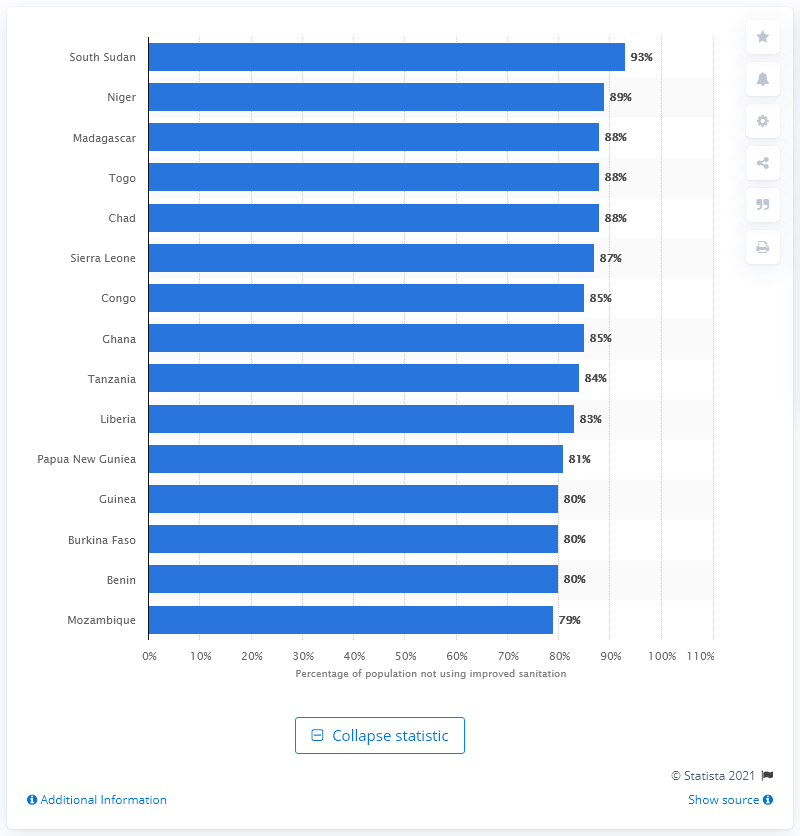 South Sudan 93%
Niger 89%
Madagascar 88%
Togo 88%
Chad 88%
Sierra Leone 87%
Congo 85%
Ghana 85%
Tanzania 84%
Liberia 83%
Papua New Guniea 81%
Guinea 80%
Burkina Faso 80%
Benin 80%
Mozambique 79%
0% 10% 20% 30% 40% 50% 60% 70% 80% 90% 100% 110%
Percentage of population not using improved sanitation
Collapse statistic
© Statista 2021
Additional Information Show source